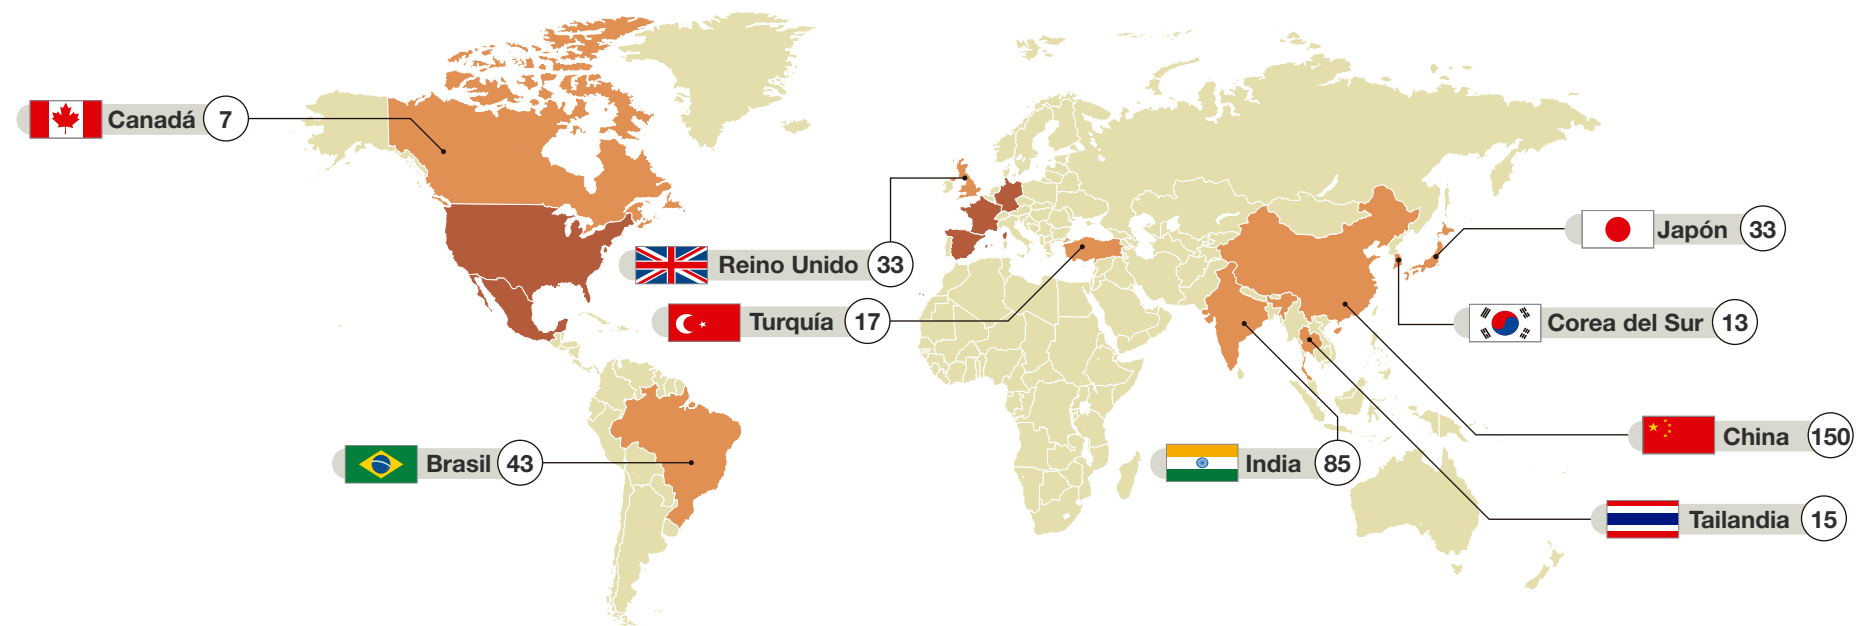 Canadá 7
Reino Unido 33
Japón 33
Turquía 17
Corea del Sur 13
Brasil 43
India 85
China 150
Tailandia 15